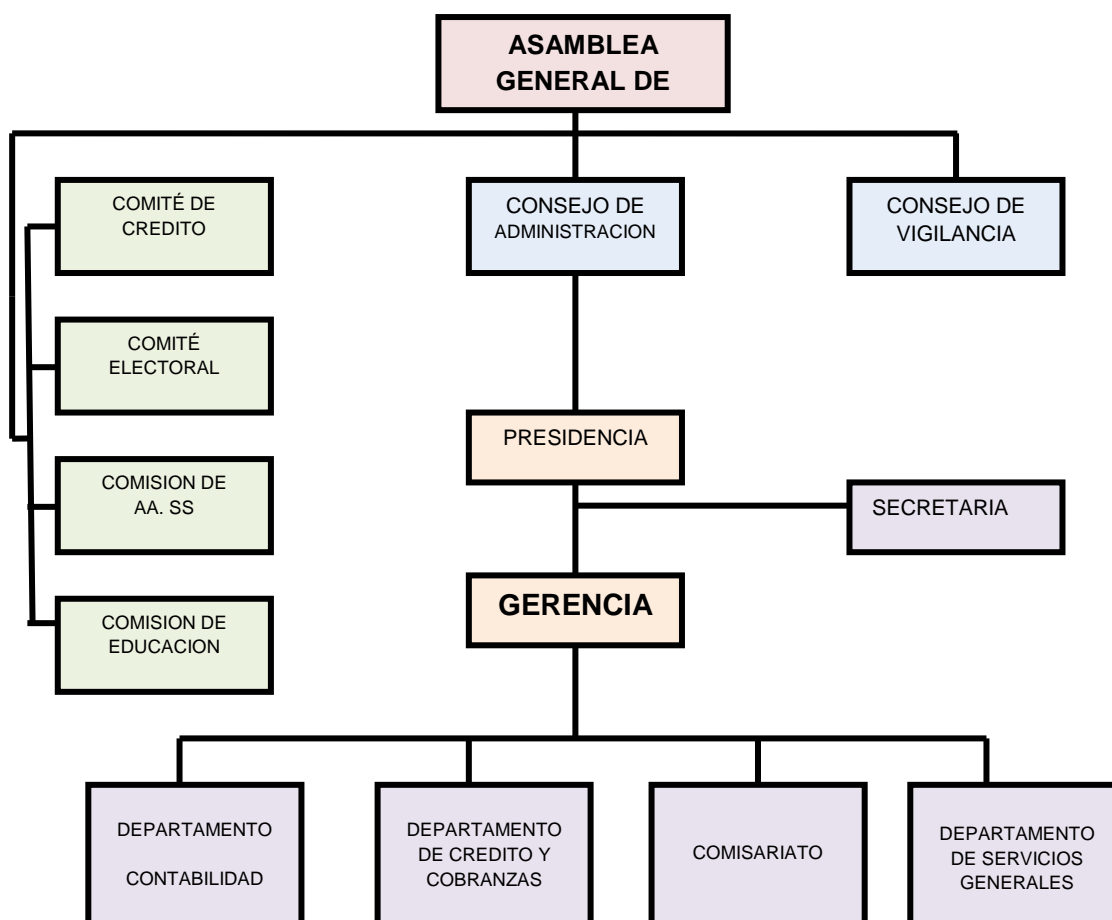 ASAMBLEA
GENERAL DE
COMITÉ DE
CREDITO
CONSEJO DE
ADMINISTRACION
CONSEJO DE
VIGILANCIA
COMITÉ
ELECTORAL
PRESIDENCIA
COMISION DE
AA. SS
SECRETARIA
GERENCIA
COMISION DE
EDUCACION
DEPARTAMENTO
CONTABILIDAD
DEPARTAMENTO
DE CREDITO Y
COBRANZAS
COMISARIATO
DEPARTAMENTO
DE SERVICIOS
GENERALES